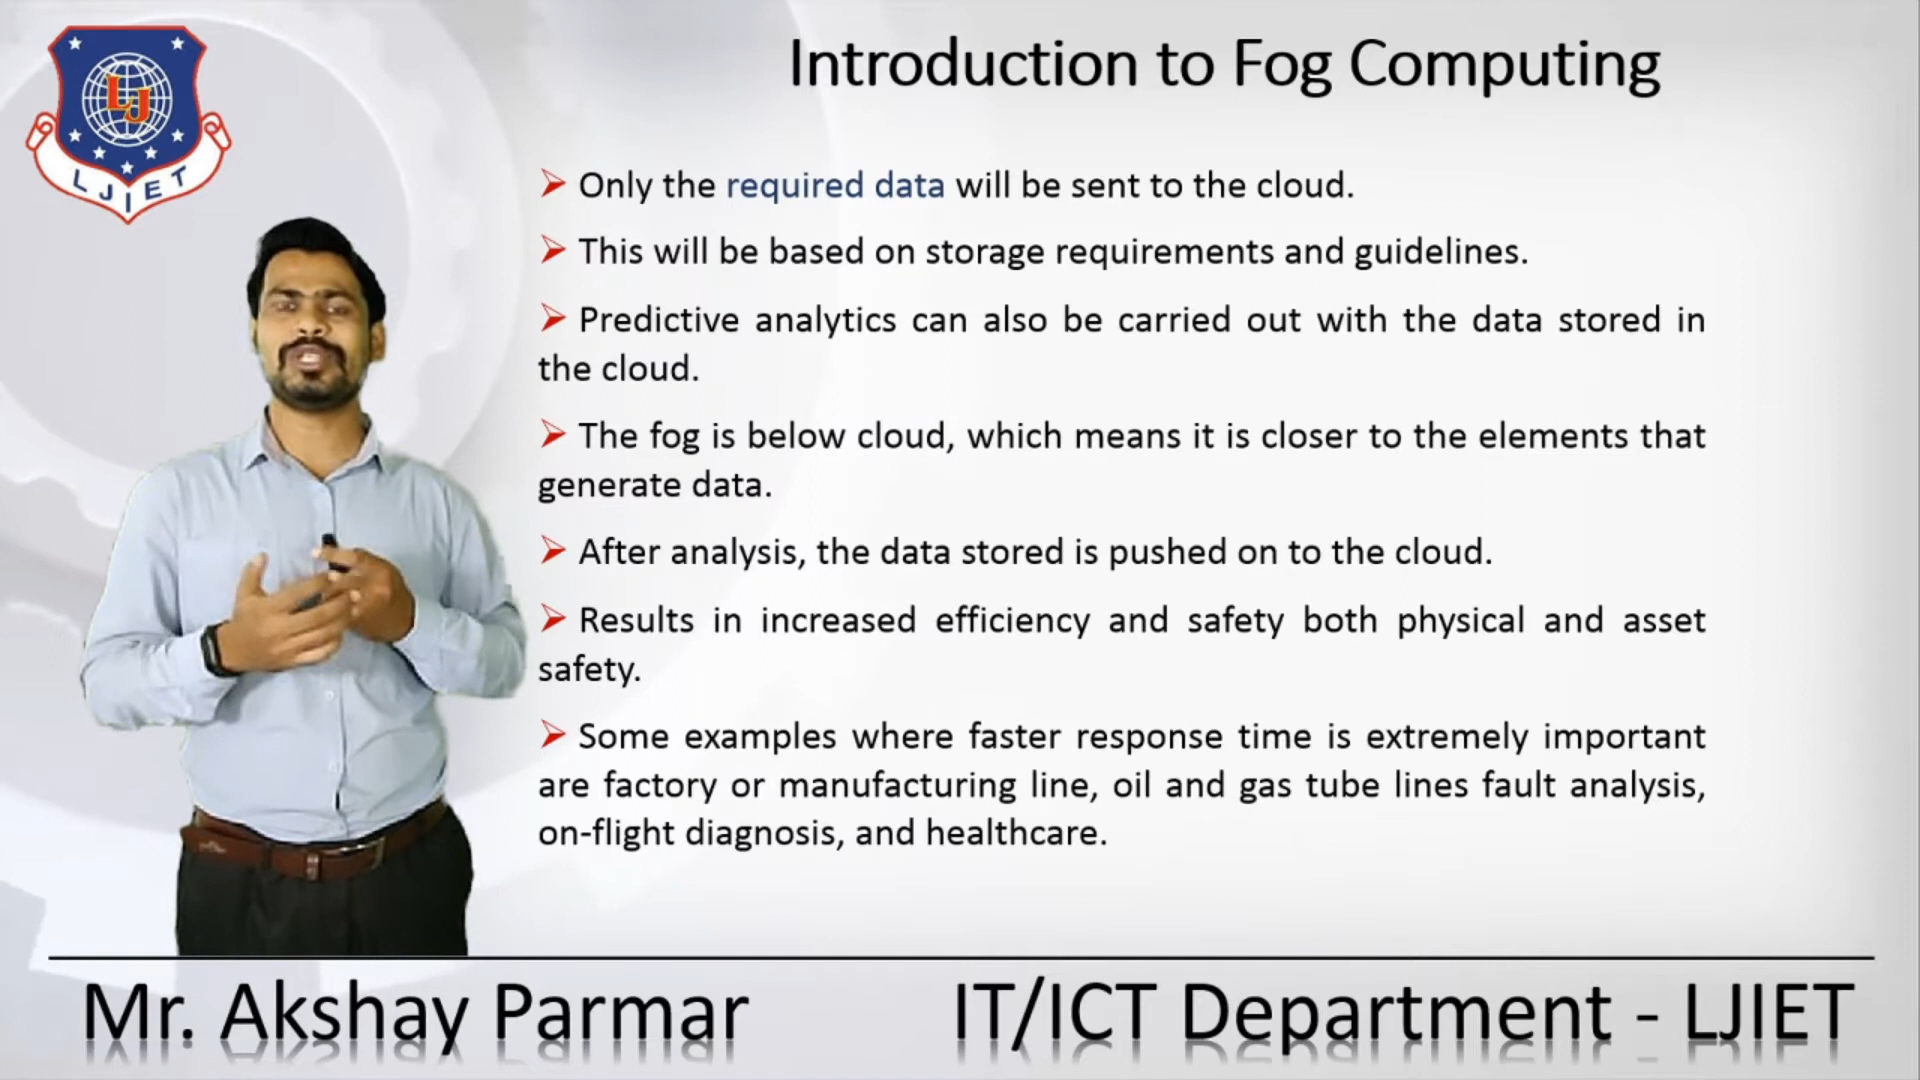 LJ
LJIET
Introduction to Fog Computing
Only the required data will be sent to the cloud.
This will be based on storage requirements and guidelines.
Predictive analytics can also be carried out with the data stored in
the cloud.
The fog is below cloud, which means it is closer to the elements that
generate data.
After analysis, the data stored is pushed on to the cloud.
Results in increased efficiency and safety both physical and asset
safety.
Some examples where faster response time is extremely important
are factory or manufacturing line, oil and gas tube lines fault analysis,
on-flight diagnosis, and healthcare.
Mr. Akshay Parmar
IT/ICT Department - LJIET